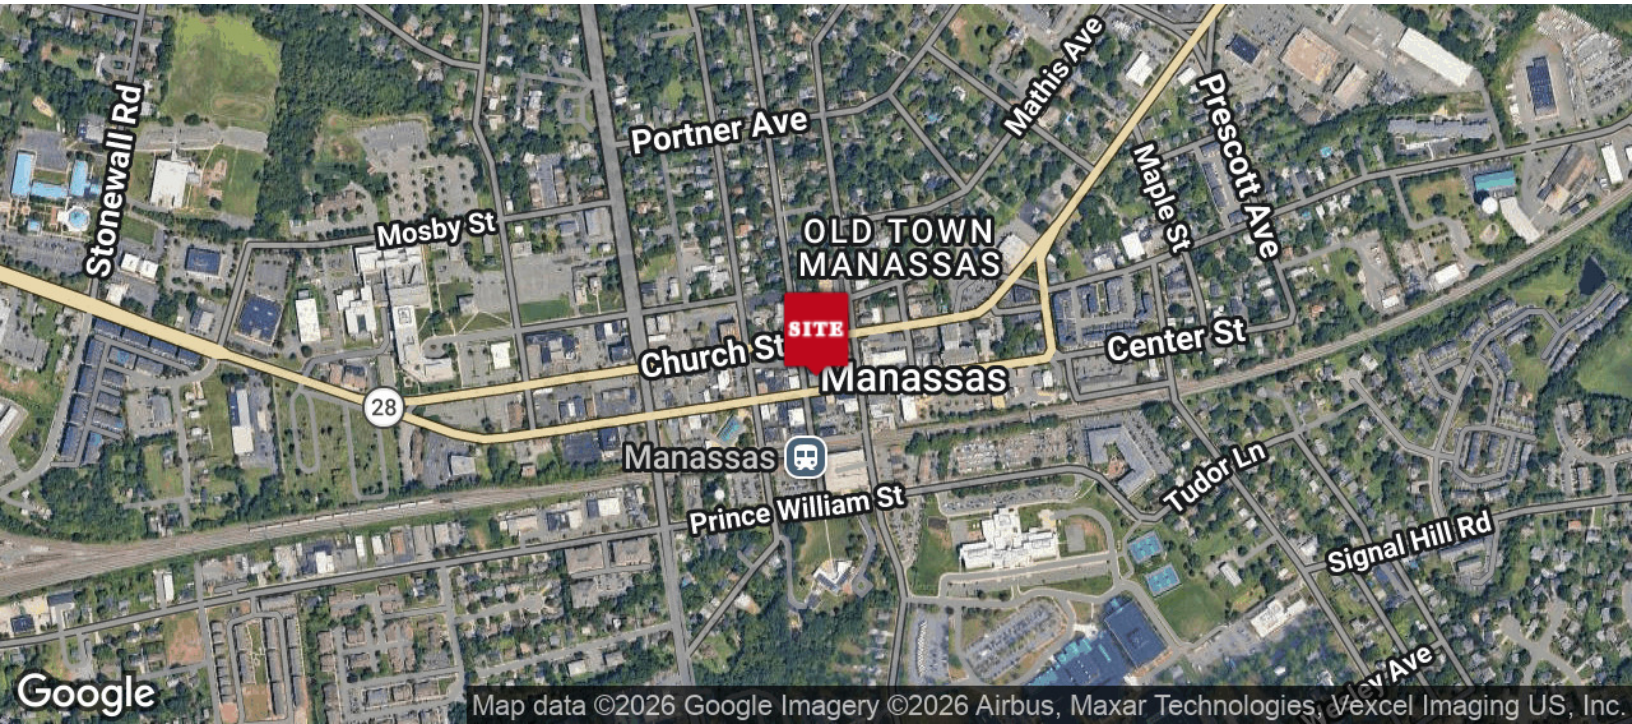 Mathis Ave
Stonewall Rd
Prescott Ave
Portner Ave
Maple St
Mosby St
OLD TOWN
MANASSAS
SITE
Church St
Center St
Manassas
28
Manassas
Tudor Ln
Prince William St
Signal Hill Rd
Google
Map data ©2026 Google Imagery ©2026 Airbus, Maxar Technologies, Vexcel Imaging US, Inc.